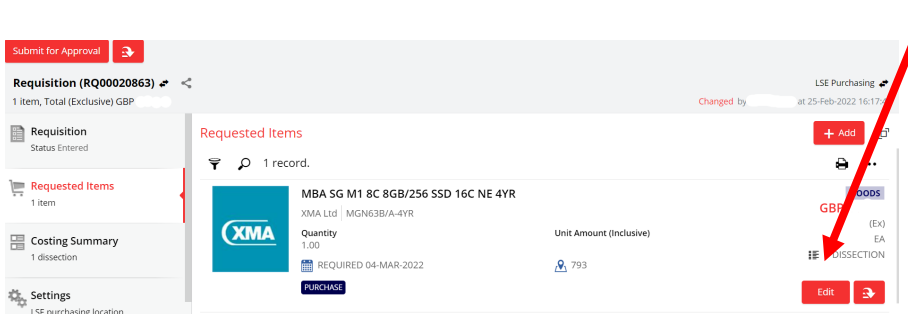 Submit for Approval
Requisition (RQ00020863)
LSE Purchasing
1 item, Total (Exclusive) GBP
Changed by at 25-Feb-2022 16:17:
Requisition
Status Entered
Requested Items
+ Add
1 record.
Requested Items
1 item
MBA SG M1 8C 8GB/256 SSD 16C NE 4YR
XMA Ltd MGN63B/A-4YR
GBP
XMA
Quantity
Unit Amount (Inclusive)
(Ex)
1.00
EA
Costing Summary
1 dissection
REQUIRED 04-MAR-2022
793
DISSECTION
PURCHASE
Edit
Settings
LSE purchasing location